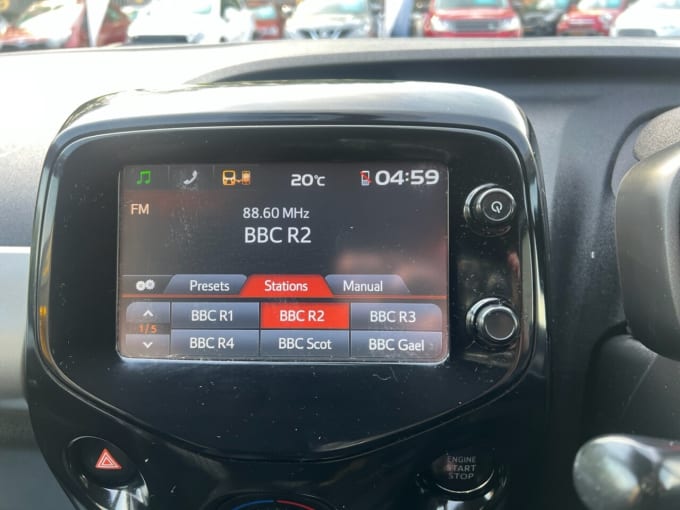 20°C
04:59
FM
88.60 MHz
BBC R2
Presets
Stations
Manual
1/5
BBC R1
BBC R2
BBC R3
BBC R4
BBC Scot
BBC Gael
ENGINE
START
STOP